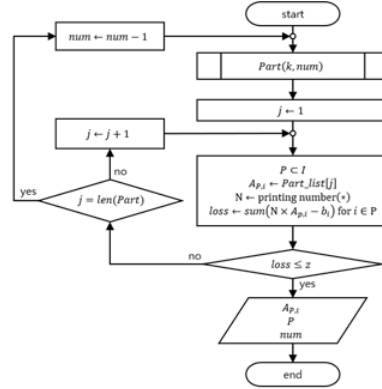 start
num ← num − 1
Part(k, num)
j ← 1
j ← j + 1
P ⊂ I
A_{P,i} ← Part_list[j]
N ← printing number(*)
loss ← sum(N × A_{p,i} − b_i) for i ∈ P
no
yes
j = len(Part)
no
loss ≤ z
yes
A_{P,i}
P
num
end